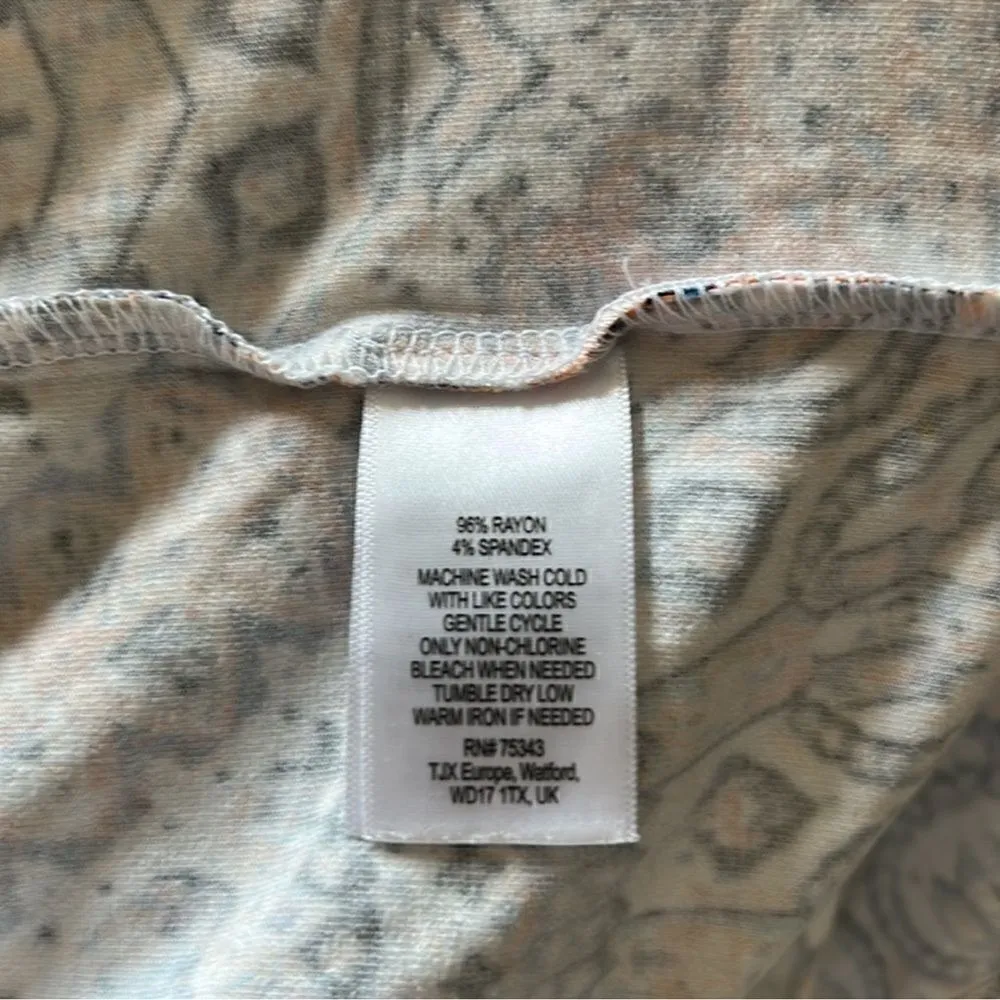 96% RAYON
4% SPANDEX
MACHINE WASH COLD
WITH LIKE COLORS
GENTLE CYCLE
ONLY NON-CHLORINE
BLEACH WHEN NEEDED
TUMBLE DRY LOW
WARM IRON IF NEEDED
RN# 75343
TJX Europe, Watford,
WD17 1TX, UK